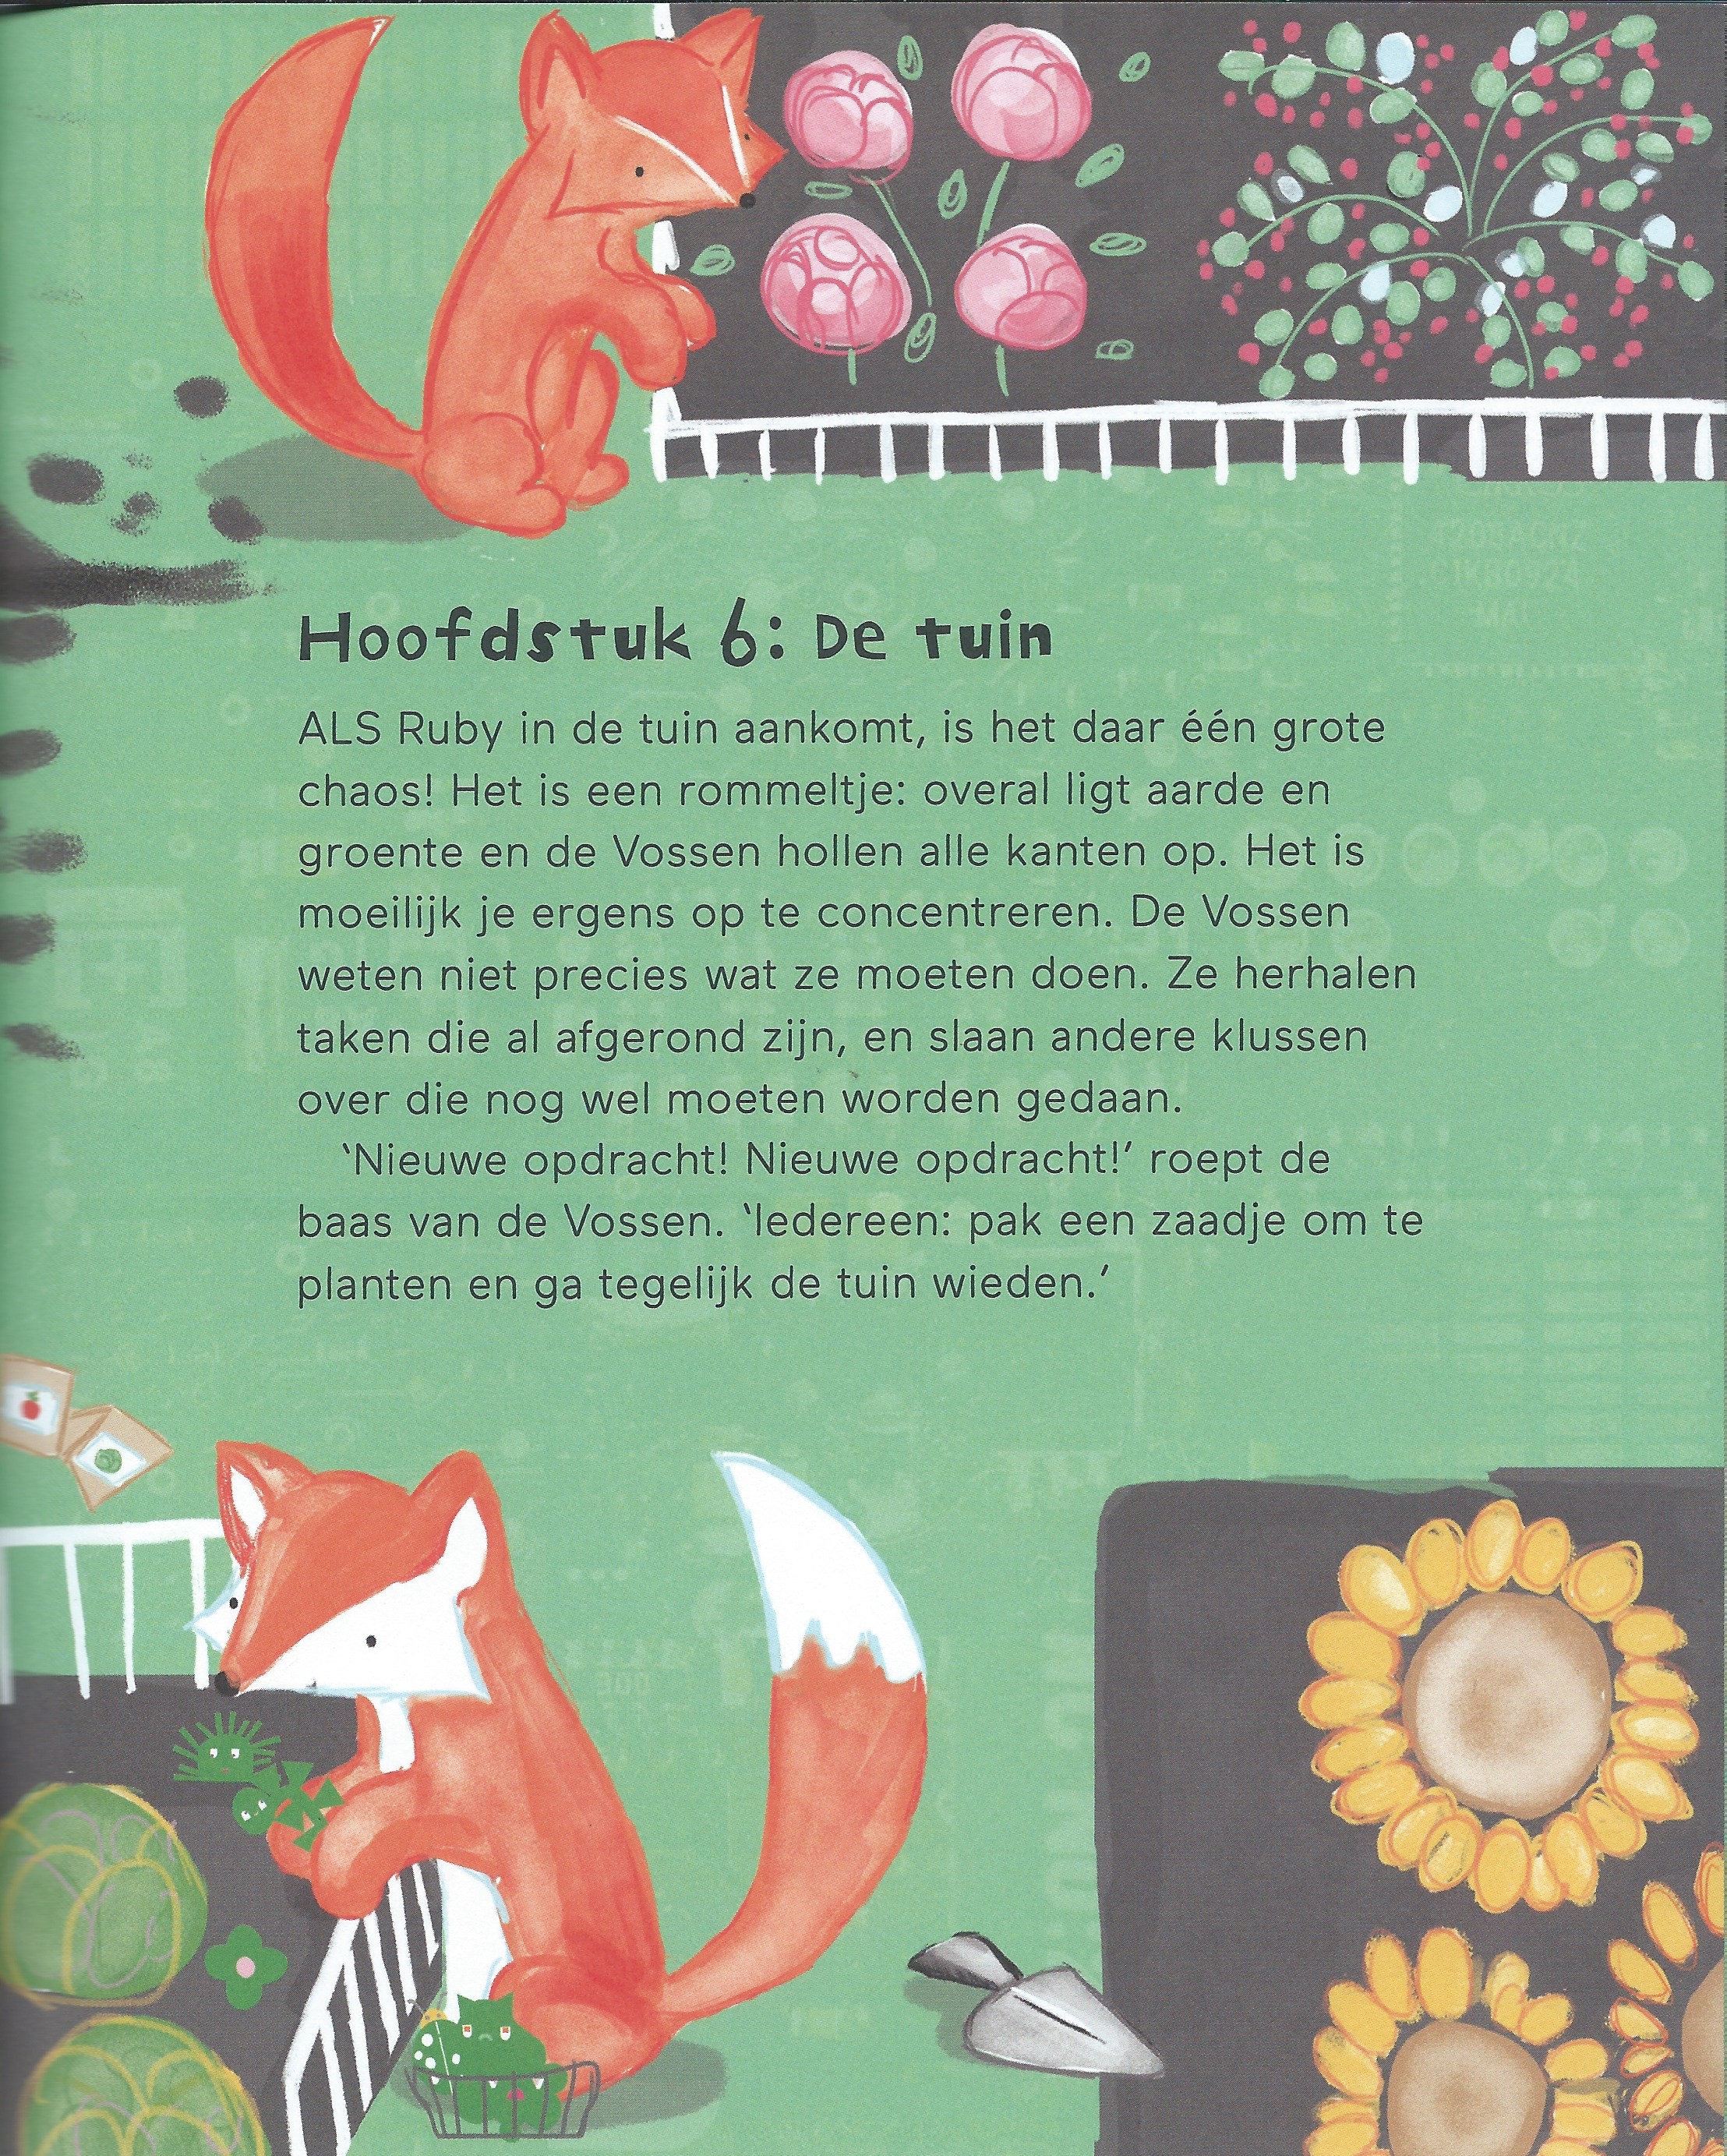 Hoofdstuk 6: De tuin
ALS Ruby in de tuin aankomt, is het daar één grote
chaos! Het is een rommeltje: overal ligt aarde en
groente en de Vossen hollen alle kanten op. Het is
moeilijk je ergens op te concentreren. De Vossen
weten niet precies wat ze moeten doen. Ze herhalen
taken die al afgerond zijn, en slaan andere klussen
over die nog wel moeten worden gedaan.
‘Nieuwe opdracht! Nieuwe opdracht!’ roept de
baas van de Vossen. ‘Iedereen: pak een zaadje om te
planten en ga tegelijk de tuin wieden.’